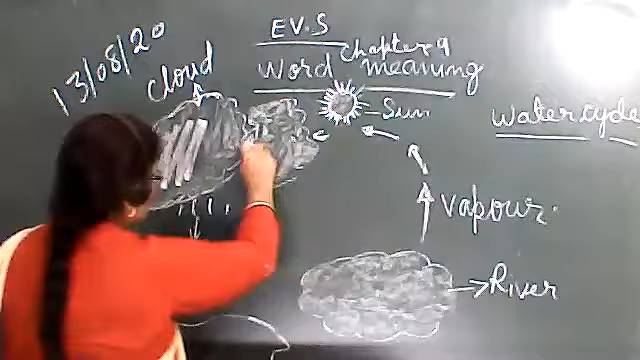 13/08/20
EV.S
Chapter 9
Word meaning
cloud
Sun
Water cycle
Vapour.
River